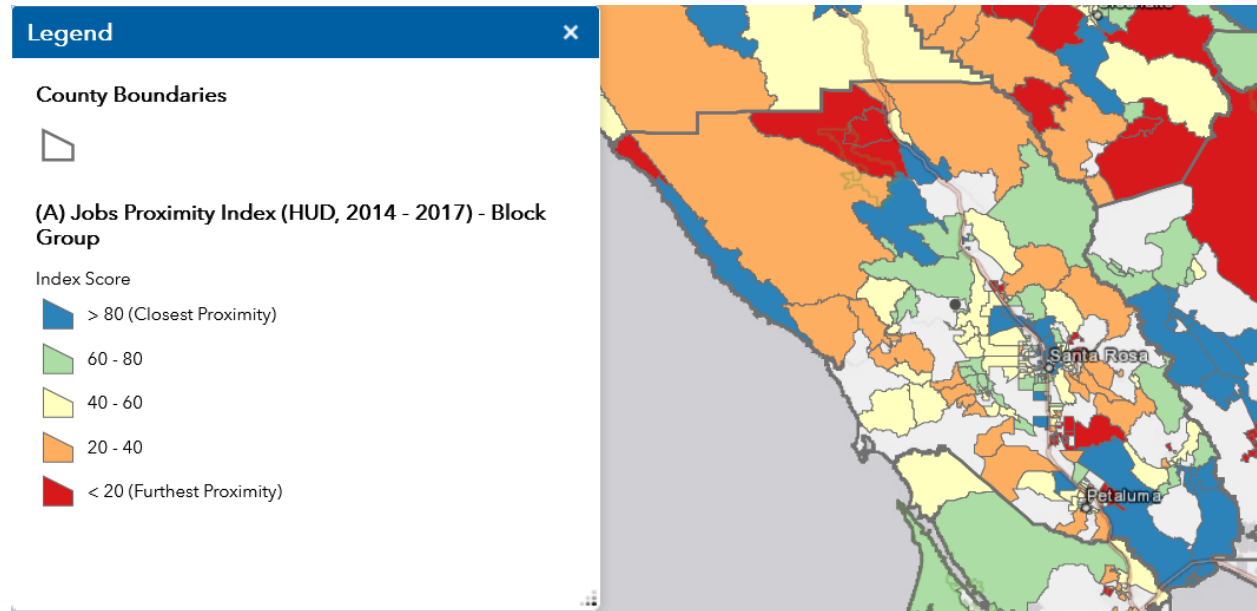 Legend ×
County Boundaries
(A) Jobs Proximity Index (HUD, 2014 - 2017) - Block
Group
Index Score
> 80 (Closest Proximity)
60 - 80
40 - 60
20 - 40
< 20 (Furthest Proximity)
Santa Rosa
Petaluma